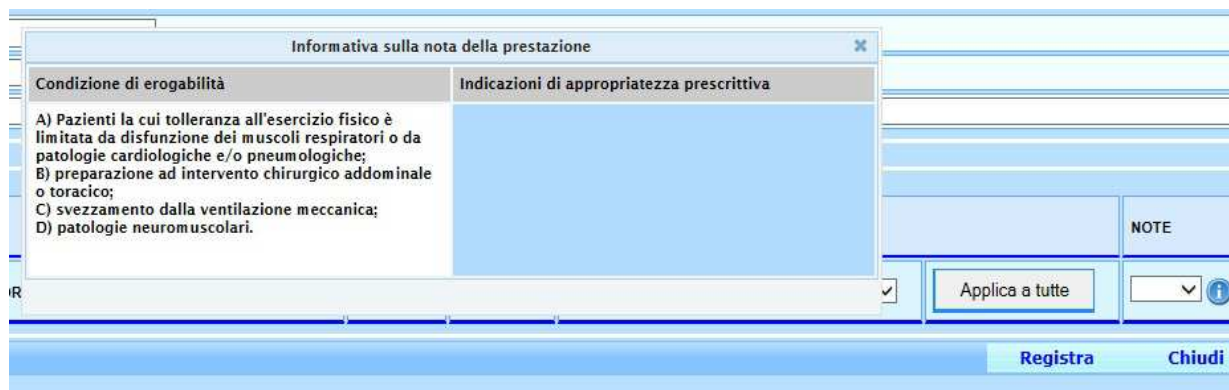 Informativa sulla nota della prestazione
Condizione di erogabilità
Indicazioni di appropriatezza prescrittiva
A) Pazienti la cui tolleranza all'esercizio fisico è
limitata da disfunzione dei muscoli respiratori o da
patologie cardiologiche e/o pneumologiche;
B) preparazione ad intervento chirurgico addominale
o toracico;
C) svezzamento dalla ventilazione meccanica;
D) patologie neuromuscolari.
NOTE
Applica a tutte
Registra
Chiudi